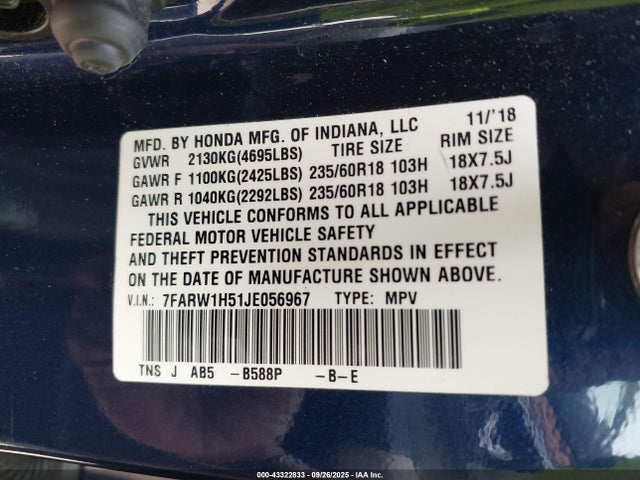 MFD. BY HONDA MFG. OF INDIANA, LLC 11/'18
GVWR 2130KG(4695LBS) TIRE SIZE RIM SIZE
GAWR F 1100KG(2425LBS) 235/60R18 103H 18X7.5J
GAWR R 1040KG(2292LBS) 235/60R18 103H 18X7.5J
THIS VEHICLE CONFORMS TO ALL APPLICABLE
FEDERAL MOTOR VEHICLE SAFETY
AND THEFT PREVENTION STANDARDS IN EFFECT
ON THE DATE OF MANUFACTURE SHOWN ABOVE.
V.I.N.: 7FARW1H51JE056967 TYPE: MPV
TNS J AB5 -B588P -B-E
000-43322833 - 09/26/2025 - IAA Inc.